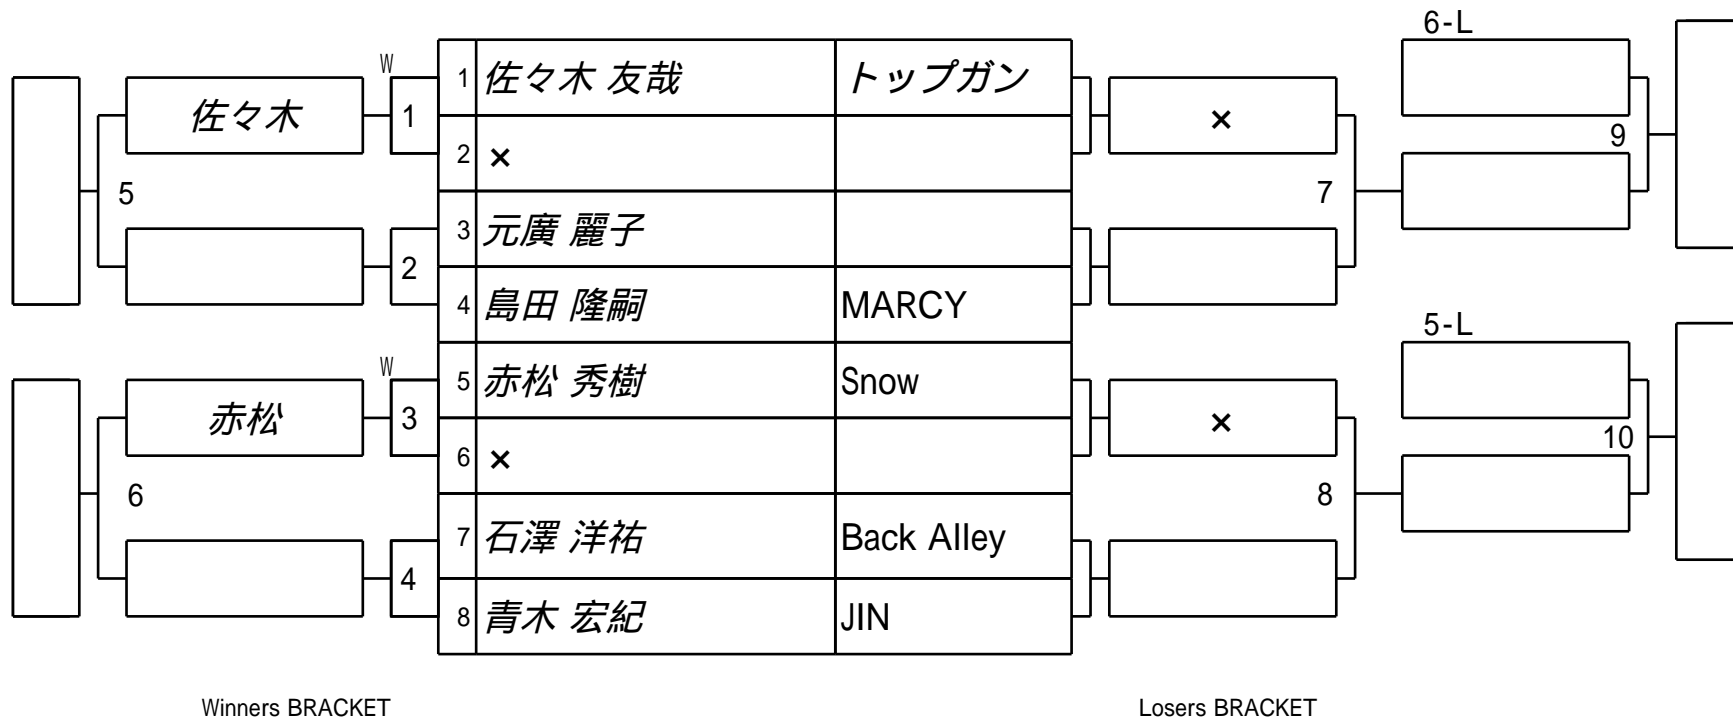 6-L
W
1 佐々木 友哉 トップガン
佐々木 1 × 9
2 ×
5 7
3 元廣 麗子
2
4 島田 隆嗣 MARCY
5-L
W
5 赤松 秀樹 Snow
赤松 3 × 10
6 ×
6 8
7 石澤 洋祐 Back Alley
4
8 青木 宏紀 JIN
Winners BRACKET Losers BRACKET